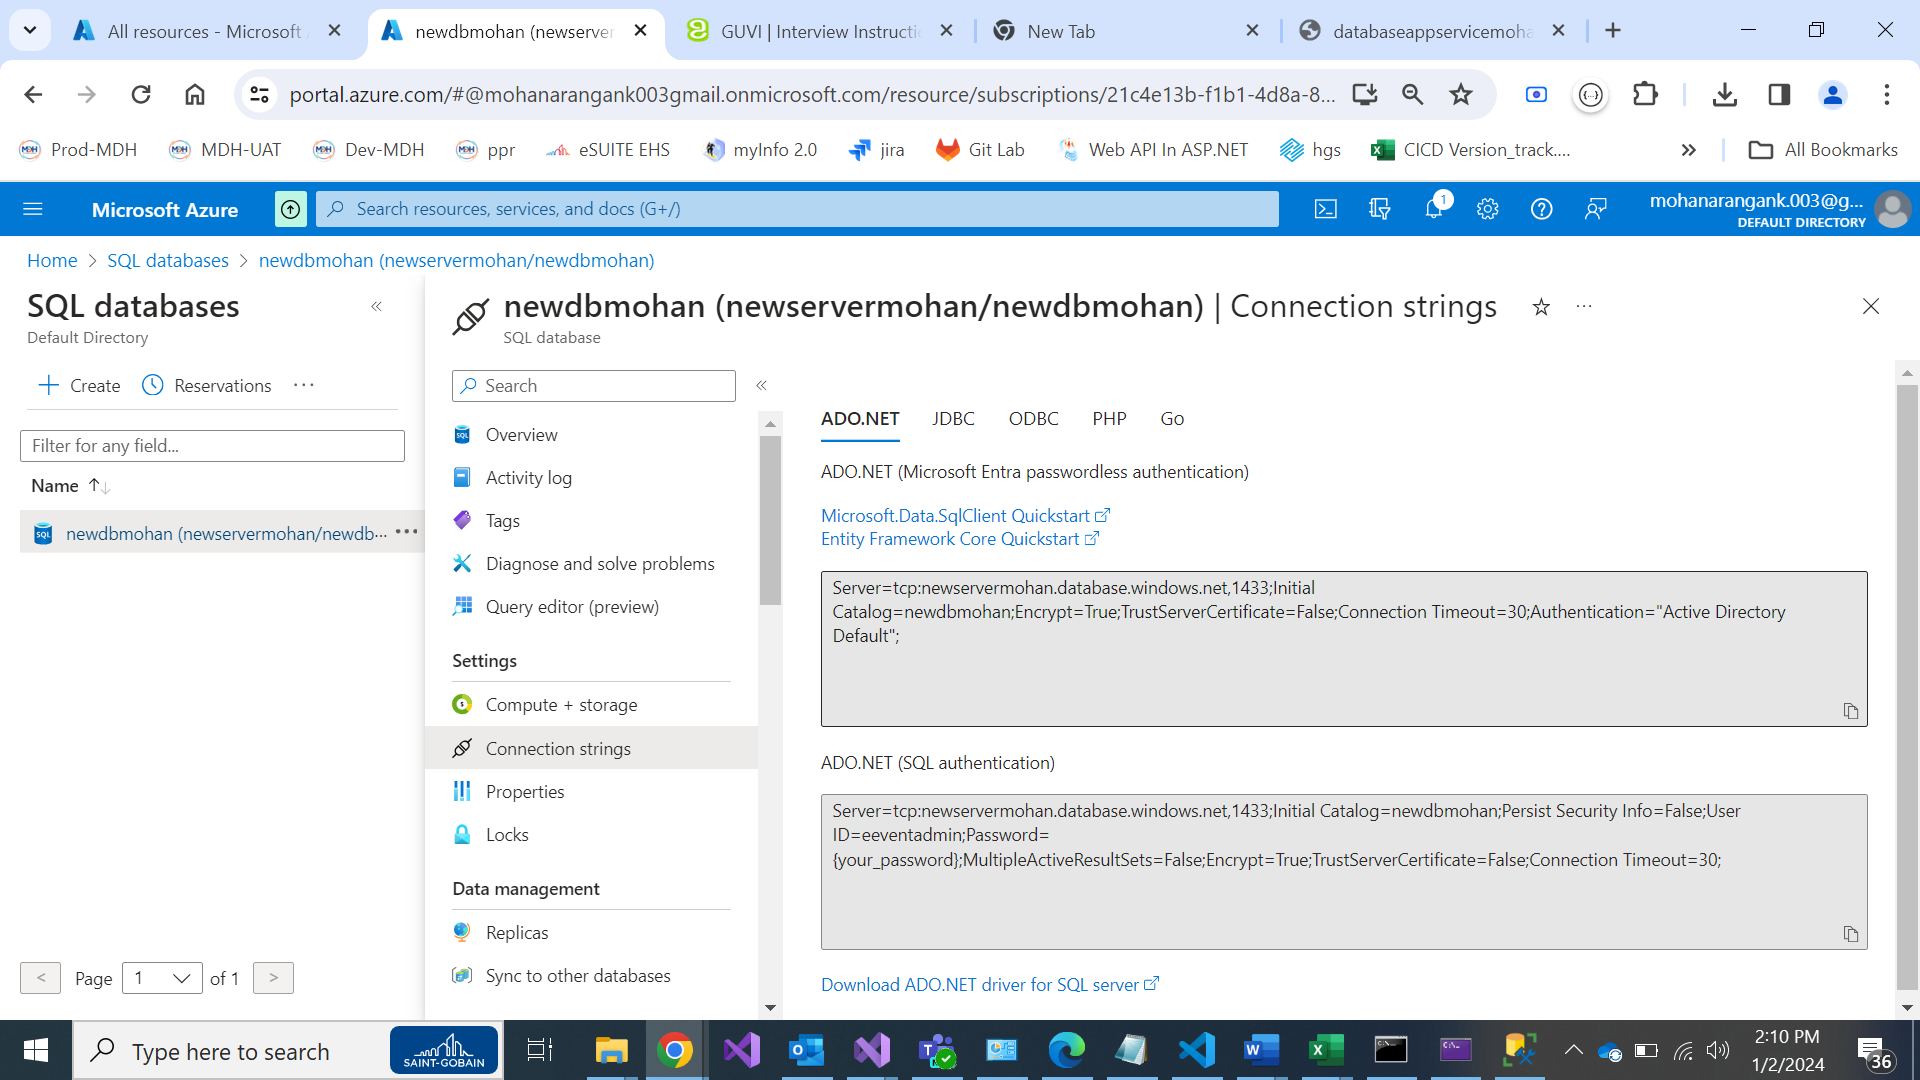 All resources - Microsoft
newdbmohan (newserver
GUVI | Interview Instructi
New Tab
databaseappservicemoha
portal.azure.com/#@mohanarangank003gmail.onmicrosoft.com/resource/subscriptions/21c4e13b-f1b1-4d8a-8...
Prod-MDH
MDH-UAT
Dev-MDH
ppr
eSUITE EHS
myInfo 2.0
jira
Git Lab
Web API In ASP.NET
hgs
CICD Version_track....
All Bookmarks
Microsoft Azure
Search resources, services, and docs (G+/)
1
mohanarangank.003@g...
DEFAULT DIRECTORY
Home > SQL databases > newdbmohan (newservermohan/newdbmohan)
SQL databases
Default Directory
Create
Reservations
...
Filter for any field...
Name
newdbmohan (newservermohan/newdb...
< Page 1 of 1 >
newdbmohan (newservermohan/newdbmohan) | Connection strings
SQL database
Search
Overview
Activity log
Tags
Diagnose and solve problems
Query editor (preview)
Settings
Compute + storage
Connection strings
Properties
Locks
Data management
Replicas
Sync to other databases
ADO.NET JDBC ODBC PHP Go
ADO.NET (Microsoft Entra passwordless authentication)
Microsoft.Data.SqlClient Quickstart
Entity Framework Core Quickstart
Server=tcp:newservermohan.database.windows.net,1433;Initial
Catalog=newdbmohan;Encrypt=True;TrustServerCertificate=False;Connection Timeout=30;Authentication="Active Directory
Default";
ADO.NET (SQL authentication)
Server=tcp:newservermohan.database.windows.net,1433;Initial Catalog=newdbmohan;Persist Security Info=False;User
ID=eeventadmin;Password=
{your_password};MultipleActiveResultSets=False;Encrypt=True;TrustServerCertificate=False;Connection Timeout=30;
Download ADO.NET driver for SQL server
Type here to search
SAINT-GOBAIN
2:10 PM
1/2/2024
36